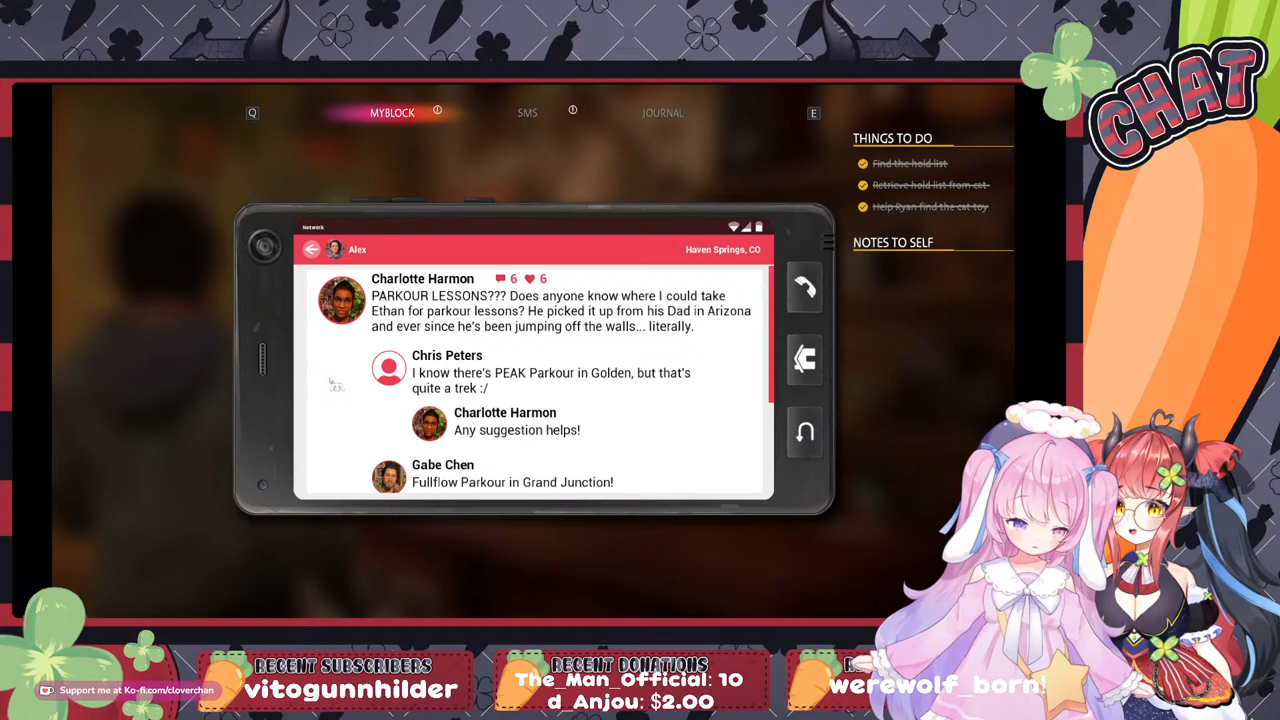 CHAT
Q
MYBLOCK
SMS
JOURNAL
E
THINGS TO DO
Find the hold list
Retrieve hold list from cat
Help Ryan find the cat toy
NOTES TO SELF
Network
Alex
Haven Springs, CO
Charlotte Harmon 6 6
PARKOUR LESSONS??? Does anyone know where I could take
Ethan for parkour lessons? He picked it up from his Dad in Arizona
and ever since he's been jumping off the walls... literally.
Chris Peters
I know there's PEAK Parkour in Golden, but that's
quite a trek :/
Charlotte Harmon
Any suggestion helps!
Gabe Chen
Fullflow Parkour in Grand Junction!
Support me at Ko-fi.com/cloverchan
RECENT SUBSCRIBERS
vitogunnhilder
RECENT DONATIONS
The_Man_Official: 10
d_Anjou: $2.00
werewolf_born!